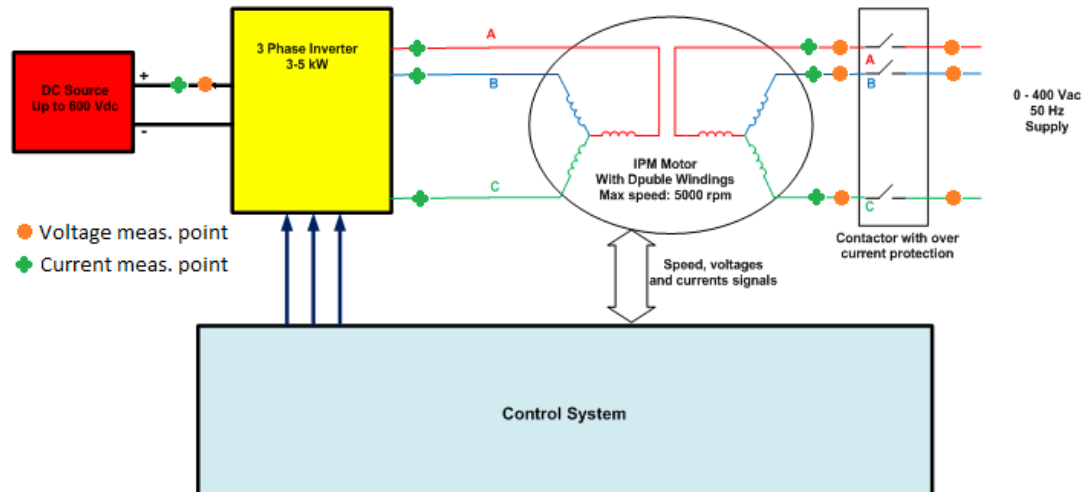 DC Source
Up to 600 Vdc
+
-
3 Phase Inverter
3-5 kW
A
B
C
IPM Motor
With Dpuble Windings
Max speed: 5000 rpm
A
B
C
0 - 400 Vac
50 Hz
Supply
Contactor with over
current protection
Voltage meas. point
Current meas. point
Speed, voltages
and currents signals
Control System